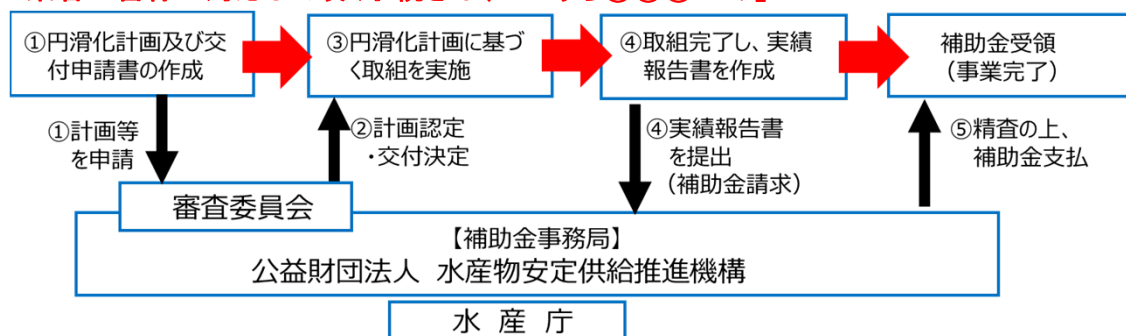 ①円滑化計画及び交
付申請書の作成
③円滑化計画に基づ
く取組を実施
④取組完了し、実績
報告書を作成
補助金受領
（事業完了）
①計画等
を申請
②計画認定
・交付決定
④実績報告書
を提出
（補助金請求）
⑤精査の上、
補助金支払
審査委員会
【補助金事務局】
公益財団法人 水産物安定供給推進機構
水 産 庁